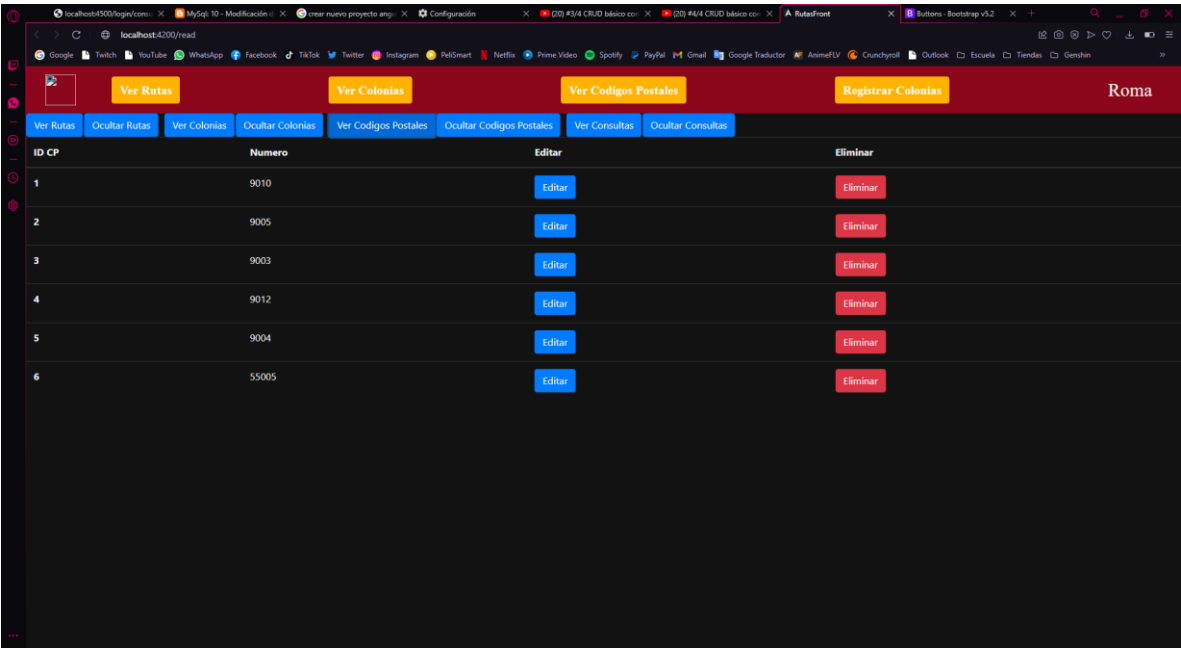 localhost4500/login/consu MySql: 10 - Modificación d crear nuevo proyecto angu Configuración (20) #3/4 CRUD básico con (20) #4/4 CRUD básico con RutasFront Buttons · Bootstrap v5.2
localhost:4200/read
Google Twitch YouTube WhatsApp Facebook TikTok Twitter Instagram PeliSmart Netflix Prime Video Spotify PayPal Gmail Google Traductor AnimeFLV Crunchyroll Outlook Escuela Tiendas Genshin »
Ver Rutas Ver Colonias Ver Codigos Postales Registrar Colonias Roma
Ver Rutas Ocultar Rutas Ver Colonias Ocultar Colonias Ver Codigos Postales Ocultar Codigos Postales Ver Consultas Ocultar Consultas
ID CP Numero Editar Eliminar
1 9010 Editar Eliminar
2 9005 Editar Eliminar
3 9003 Editar Eliminar
4 9012 Editar Eliminar
5 9004 Editar Eliminar
6 55005 Editar Eliminar